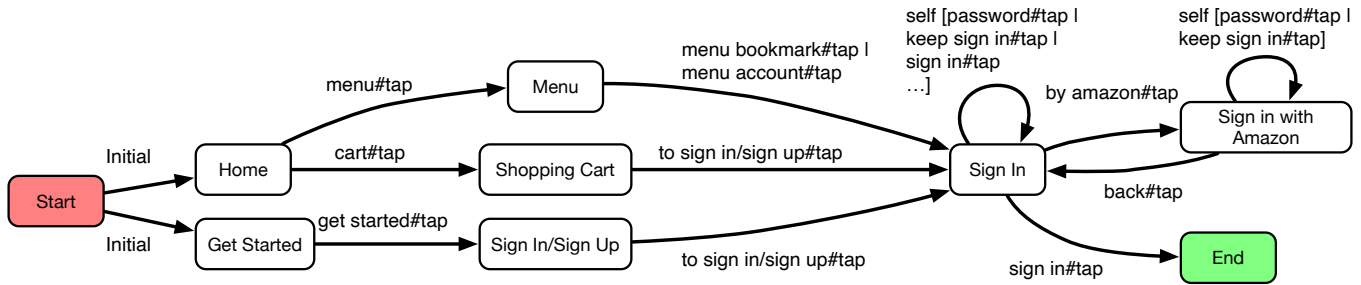 self [password#tap |
keep sign in#tap |
sign in#tap
…]
self [password#tap |
keep sign in#tap]
menu bookmark#tap |
menu account#tap
menu#tap
Menu
by amazon#tap
Sign in with
Amazon
Initial
Home
cart#tap
Shopping Cart
to sign in/sign up#tap
Sign In
back#tap
Start
Initial
Get Started
get started#tap
Sign In/Sign Up
to sign in/sign up#tap
sign in#tap
End